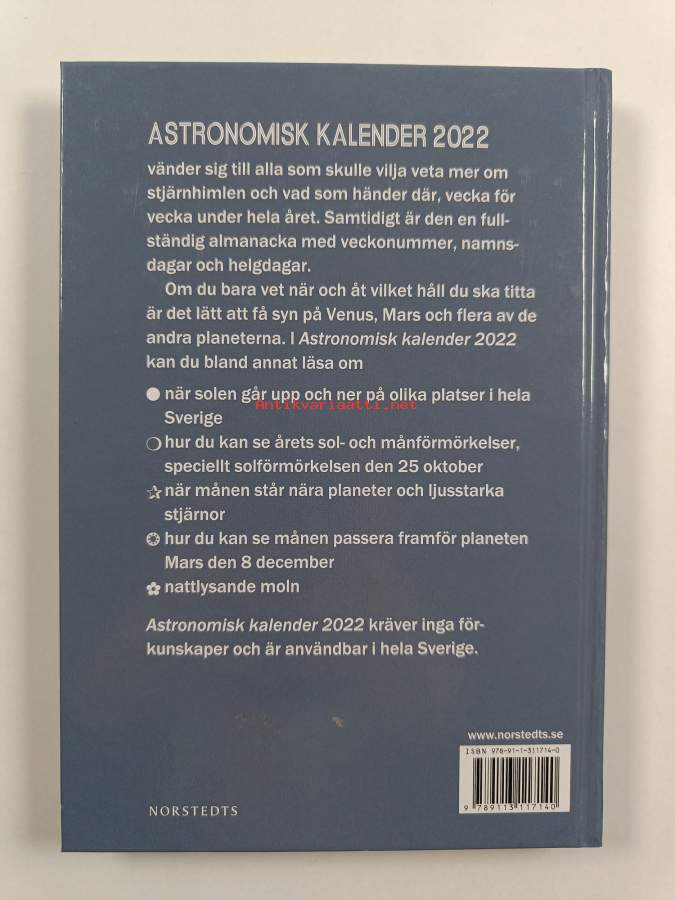 ASTRONOMISK KALENDER 2022
vänder sig till alla som skulle vilja veta mer om
stjärnhimlen och vad som händer där, vecka för
vecka under hela året. Samtidigt är den en full-
ständig almanacka med veckonummer, namns-
dagar och helgdagar.
Om du bara vet när och åt vilket håll du ska titta
är det lätt att få syn på Venus, Mars och flera av de
andra planeterna. I Astronomisk kalender 2022
kan du bland annat läsa om
när solen går upp och ner på olika platser i hela
Antikvariaatti.net
Sverige
hur du kan se årets sol- och månförmörkelser,
speciellt solförmörkelsen den 25 oktober
när månen står nära planeter och ljusstarka
stjärnor
hur du kan se månen passera framför planeten
Mars den 8 december
nattlysande moln
Astronomisk kalender 2022 kräver inga för-
kunskaper och är användbar i hela Sverige.
www.norstedts.se
ISBN 978-91-1-311714-0
9 789113 117140
NORSTEDTS